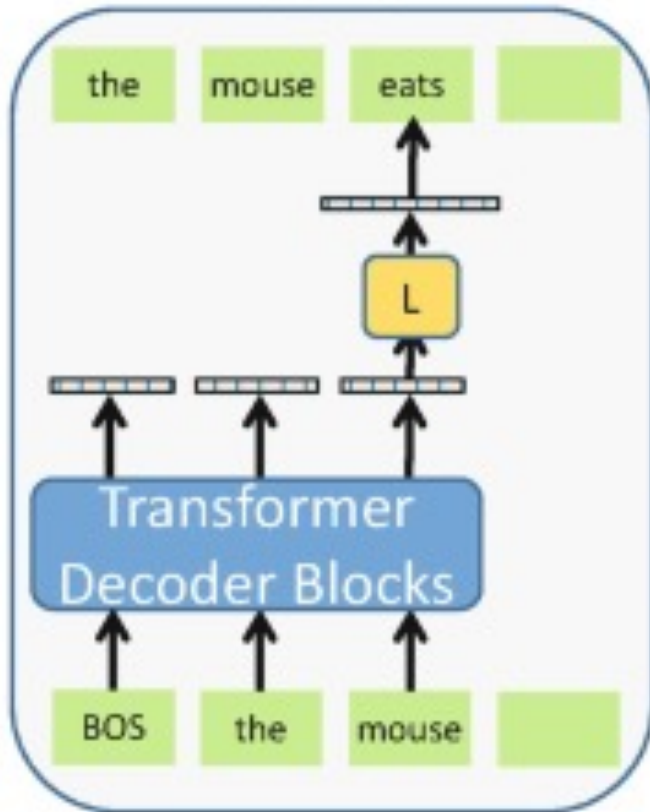 the mouse eats
L
Transformer
Decoder Blocks
BOS the mouse